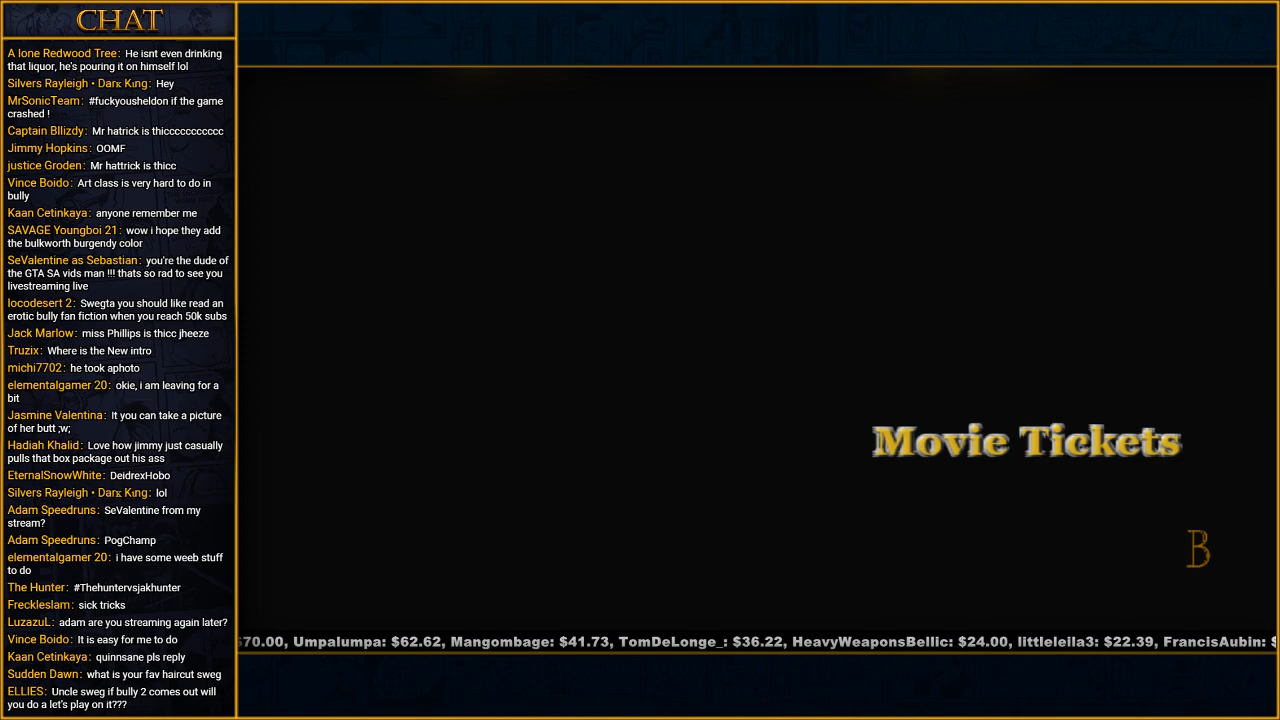 CHAT
A lone Redwood Tree: He isnt even drinking
that liquor, he's pouring it on himself lol
Silvers Rayleigh • Darĸ Kιng: Hey
MrSonicTeam: #fuckyousheldon if the game
crashed !
Captain Bllizdy: Mr hatrick is thiccccccccccc
Jimmy Hopkins: OOMF
justice Groden: Mr hattrick is thicc
Vince Boido: Art class is very hard to do in
bully
Kaan Cetinkaya: anyone remember me
SAVAGE Youngboi 21: wow i hope they add
the bulkworth burgendy color
SeValentine as Sebastian: you're the dude of
the GTA SA vids man !!! thats so rad to see you
livestreaming live
locodesert 2: Swegta you should like read an
erotic bully fan fiction when you reach 50k subs
Jack Marlow: miss Phillips is thicc jheeze
Truzix: Where is the New intro
michi7702: he took aphoto
elementalgamer 20: okie, i am leaving for a
bit
Jasmine Valentina: It you can take a picture
of her butt ;w;
Hadiah Khalid: Love how jimmy just casually
pulls that box package out his ass
EternalSnowWhite: DeidrexHobo
Silvers Rayleigh • Darĸ Kιng: lol
Adam Speedruns: SeValentine from my
stream?
Adam Speedruns: PogChamp
elementalgamer 20: i have some weeb stuff
to do
The Hunter: #Thehuntervsjakhunter
Freckleslam: sick tricks
LuzazuL: adam are you streaming again later?
Vince Boido: It is easy for me to do
Kaan Cetinkaya: quinnsane pls reply
Sudden Dawn: what is your fav haircut sweg
ELLIES: Uncle sweg if bully 2 comes out will
you do a let's play on it???
Movie Tickets
B
$70.00, Umpalumpa: $62.62, Mangombage: $41.73, TomDeLonge_: $36.22, HeavyWeaponsBellic: $24.00, littleleila3: $22.39, FrancisAubin: $